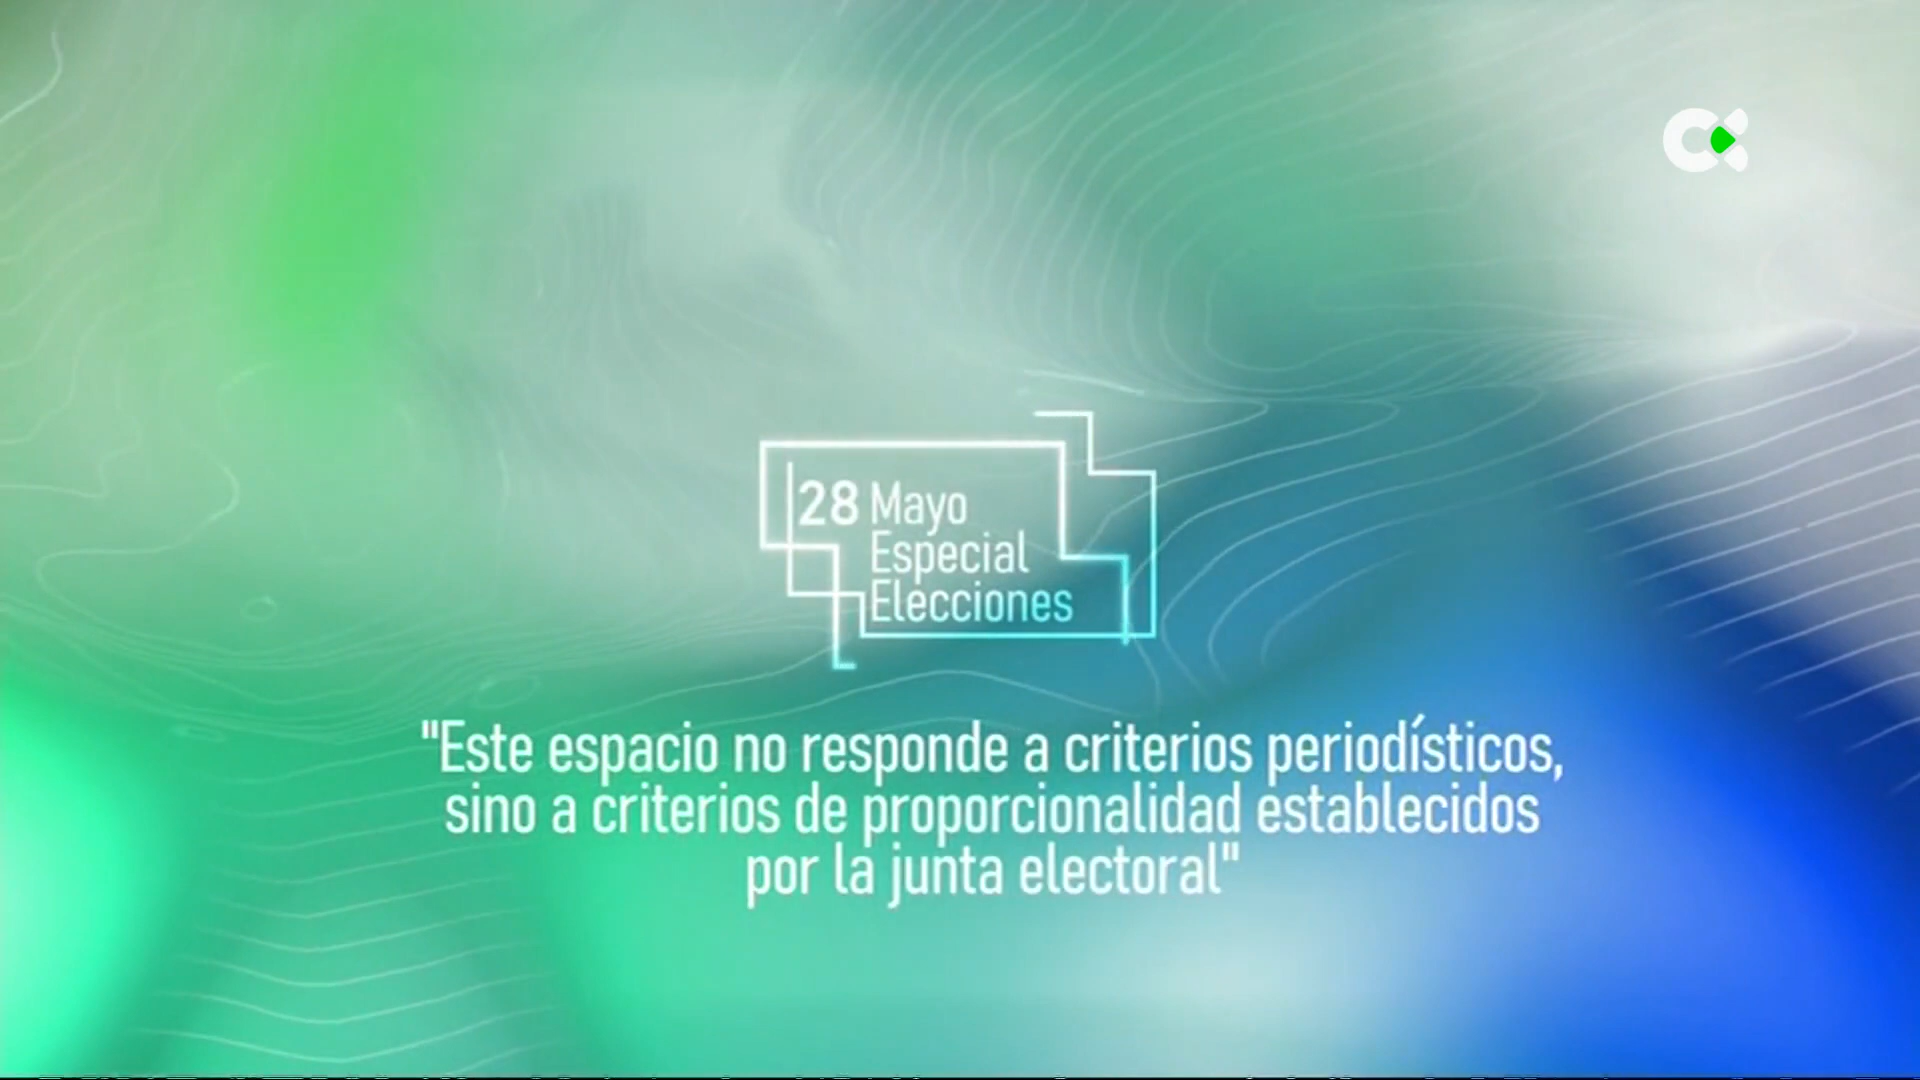 28 Mayo
Especial
Elecciones
"Este espacio no responde a criterios periodísticos,
sino a criterios de proporcionalidad establecidos
por la junta electoral"